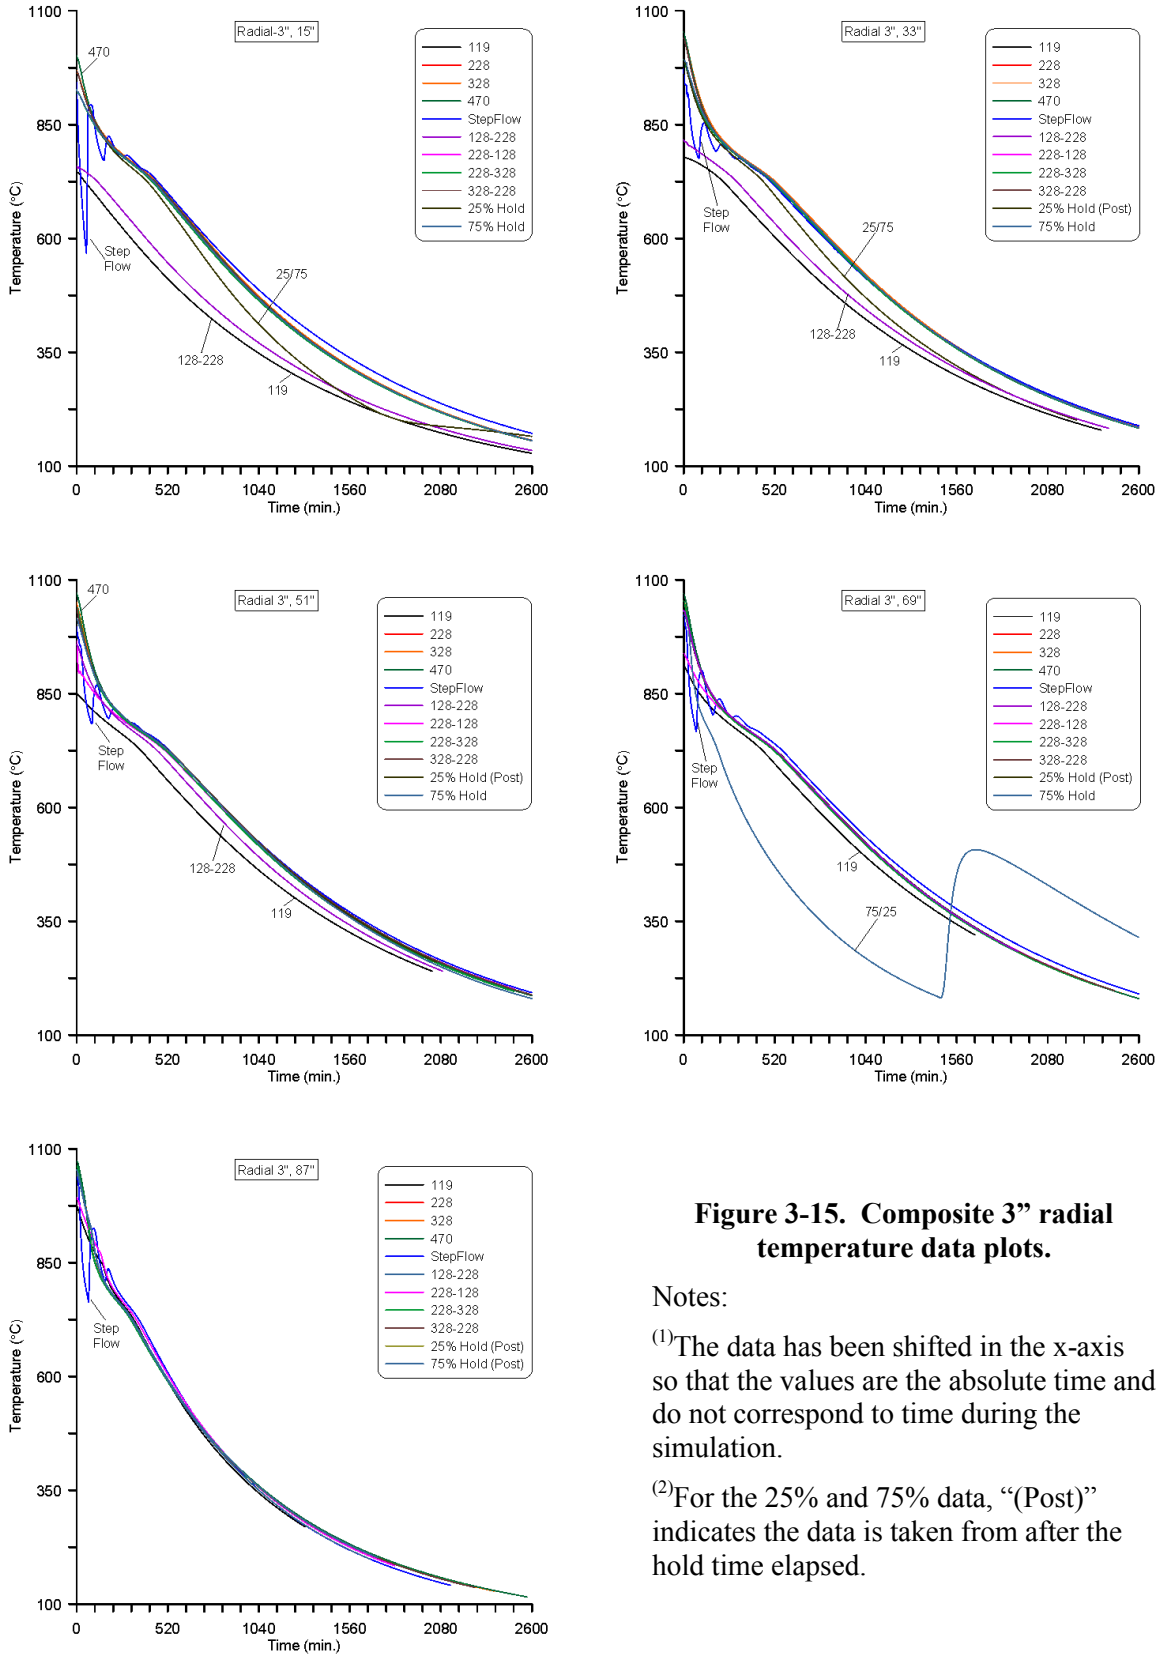 Radial-3", 15"
Temperature (°C)
1100
850
600
350
100
470
Step
Flow
25/75
128-228
119
119
228
328
470
StepFlow
128-228
228-128
228-328
328-228
25% Hold
75% Hold
0 520 1040 1560 2080 2600
Time (min.)
Radial 3", 33"
Temperature (°C)
1100
850
600
350
100
Step
Flow
25/75
128-228
119
119
228
328
470
StepFlow
128-228
228-128
228-328
328-228
25% Hold (Post)
75% Hold
0 520 1040 1560 2080 2600
Time (min.)
Radial 3", 51"
Temperature (°C)
1100
850
600
350
100
470
Step
Flow
128-228
119
119
228
328
470
StepFlow
128-228
228-128
228-328
328-228
25% Hold (Post)
75% Hold
0 520 1040 1560 2080 2600
Time (min.)
Radial 3", 69"
Temperature (°C)
1100
850
600
350
100
Step
Flow
119
75/25
119
228
328
470
StepFlow
128-228
228-128
228-328
328-228
25% Hold (Post)
75% Hold
0 520 1040 1560 2080 2600
Time (min.)
Radial 3", 87"
Temperature (°C)
1100
850
600
350
100
Step
Flow
119
228
328
470
StepFlow
128-228
228-128
228-328
328-228
25% Hold (Post)
75% Hold (Post)
0 520 1040 1560 2080 2600
Time (min.)
Figure 3-15. Composite 3” radial
temperature data plots.
Notes:
(1)The data has been shifted in the x-axis
so that the values are the absolute time and
do not correspond to time during the
simulation.
(2)For the 25% and 75% data, “(Post)”
indicates the data is taken from after the
hold time elapsed.